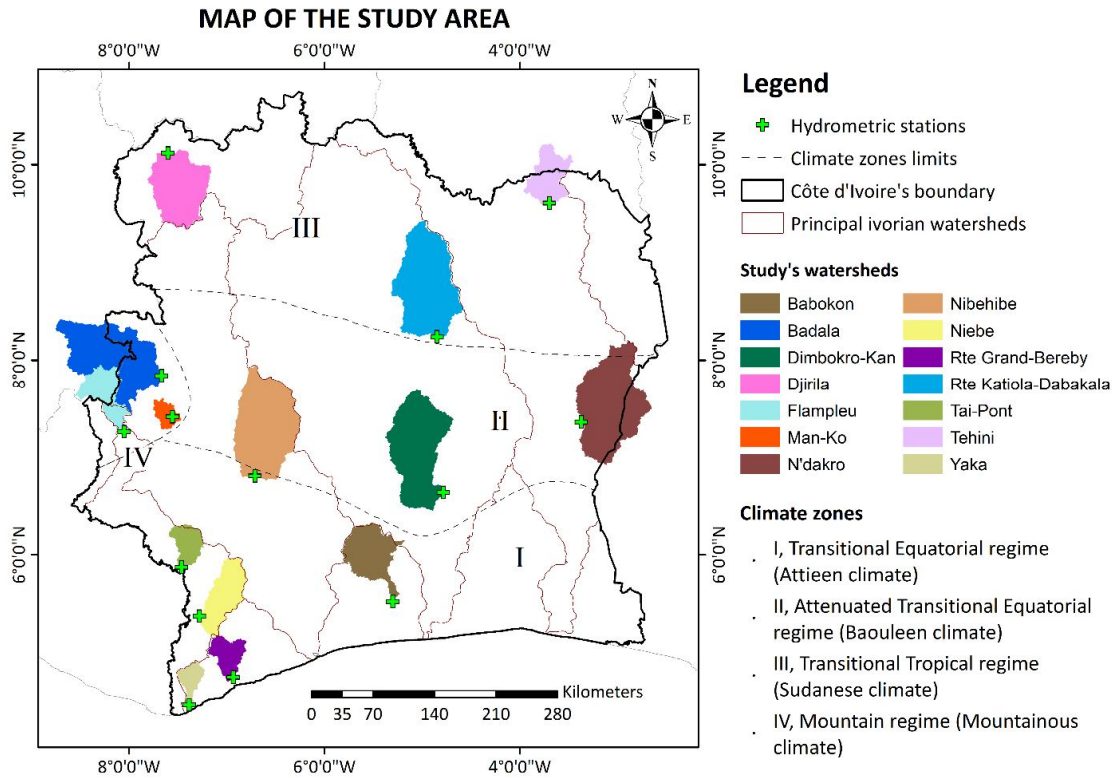 MAP OF THE STUDY AREA
8°0'0"W 6°0'0"W 4°0'0"W
N
W E
S
10°0'0"N 10°0'0"N
III
8°0'0"N 8°0'0"N
II
IV
6°0'0"N 6°0'0"N
I
Kilometers
0 35 70 140 210 280
8°0'0"W 6°0'0"W 4°0'0"W
Legend
Hydrometric stations
Climate zones limits
Côte d'Ivoire's boundary
Principal ivorian watersheds
Study's watersheds
Babokon Nibehibe
Badala Niebe
Dimbokro-Kan Rte Grand-Bereby
Djirila Rte Katiola-Dabakala
Flampleu Tai-Pont
Man-Ko Tehini
N'dakro Yaka
Climate zones
I, Transitional Equatorial regime
(Attieen climate)
II, Attenuated Transitional Equatorial
regime (Baouleen climate)
III, Transitional Tropical regime
(Sudanese climate)
IV, Mountain regime (Mountainous
climate)